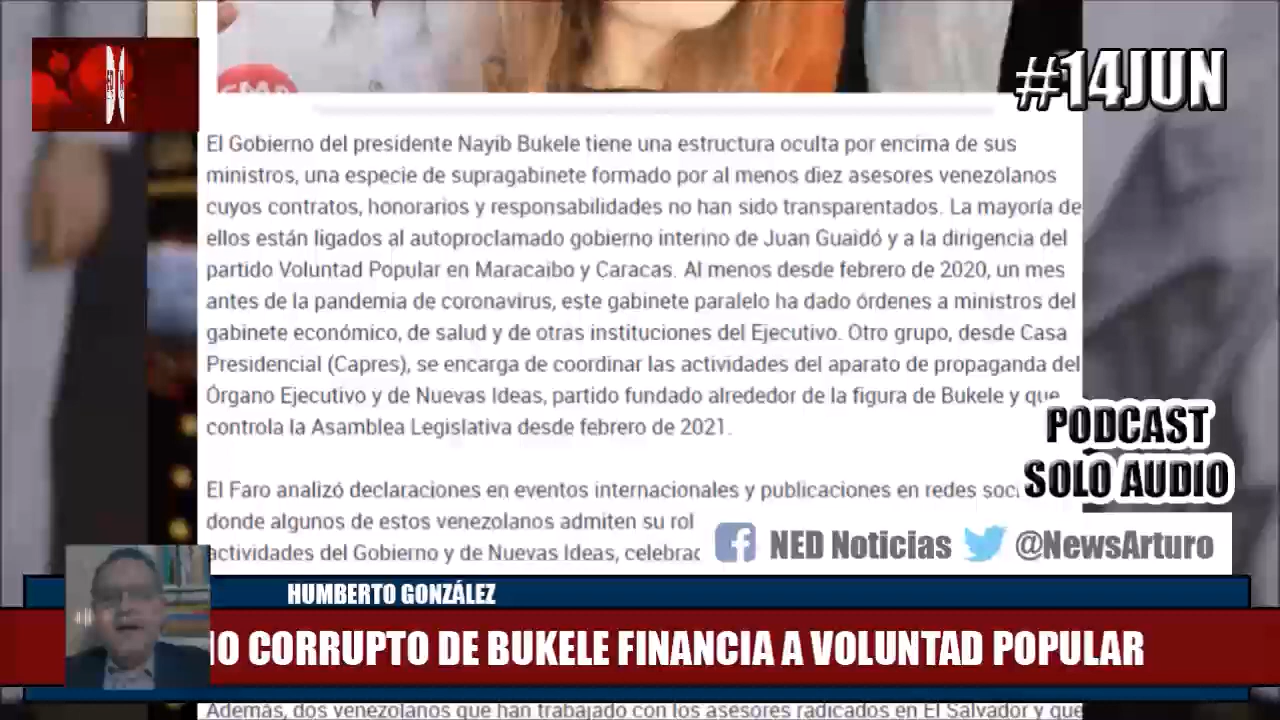 #14JUN
El Gobierno del presidente Nayib Bukele tiene una estructura oculta por encima de sus
ministros, una especie de supragabinete formado por al menos diez asesores venezolanos
cuyos contratos, honorarios y responsabilidades no han sido transparentados. La mayoría de
ellos están ligados al autoproclamado gobierno interino de Juan Guaidó y a la dirigencia del
partido Voluntad Popular en Maracaibo y Caracas. Al menos desde febrero de 2020, un mes
antes de la pandemia de coronavirus, este gabinete paralelo ha dado órdenes a ministros del
gabinete económico, de salud y de otras instituciones del Ejecutivo. Otro grupo, desde Casa
Presidencial (Capres), se encarga de coordinar las actividades del aparato de propaganda del
Órgano Ejecutivo y de Nuevas Ideas, partido fundado alrededor de la figura de Bukele y que
controla la Asamblea Legislativa desde febrero de 2021.
PODCAST
SOLO AUDIO
El Faro analizó declaraciones en eventos internacionales y publicaciones en redes soci
donde algunos de estos venezolanos admiten su rol
actividades del Gobierno y de Nuevas Ideas, celebrac
NED Noticias @NewsArturo
HUMBERTO GONZÁLEZ
IO CORRUPTO DE BUKELE FINANCIA A VOLUNTAD POPULAR
Además, dos venezolanos que han trabajado con los asesores radicados en El Salvador y que